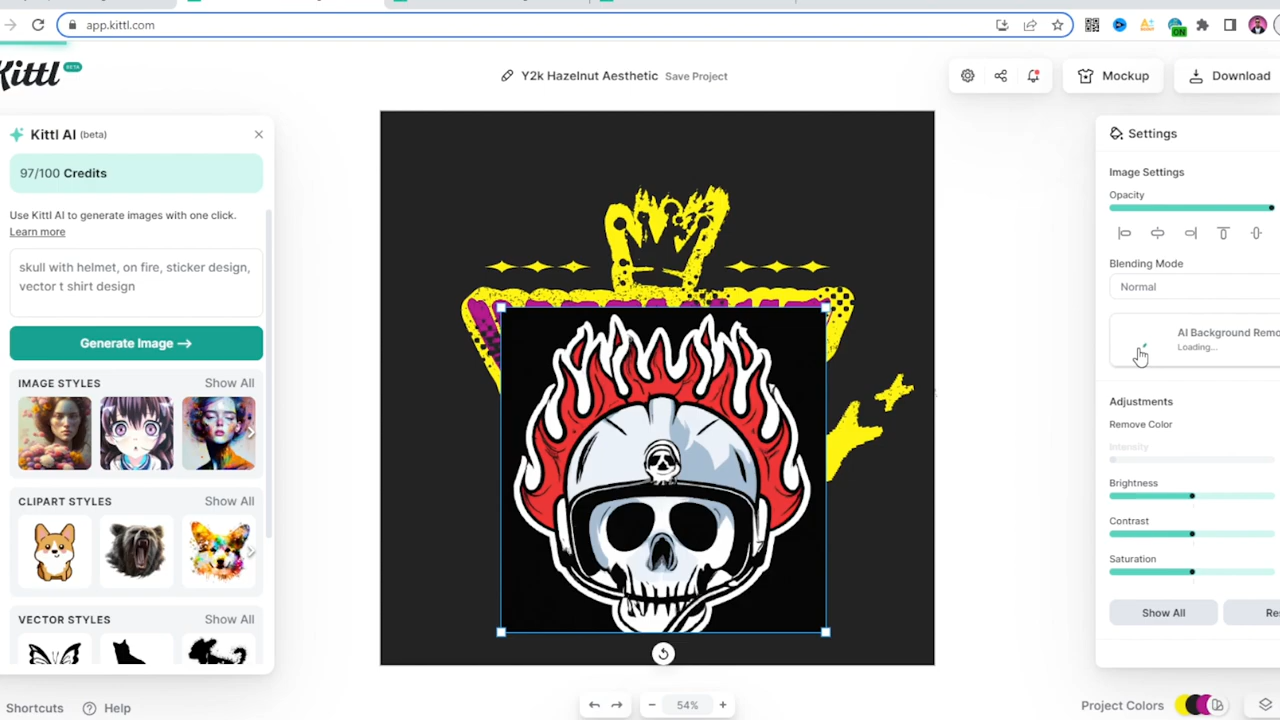 app.kittl.com
ON
Kittl BETA
Y2k Hazelnut Aesthetic Save Project
Mockup
Download
Kittl AI (beta)
97/100 Credits
Use Kittl AI to generate images with one click.
Learn more
skull with helmet, on fire, sticker design,
vector t shirt design
Generate Image →
IMAGE STYLES Show All
CLIPART STYLES Show All
VECTOR STYLES Show All
Shortcuts
Help
54%
Settings
Image Settings
Opacity
Blending Mode
Normal
AI Background Remo
Loading...
Adjustments
Remove Color
Intensity
Brightness
Contrast
Saturation
Show All
Res
Project Colors